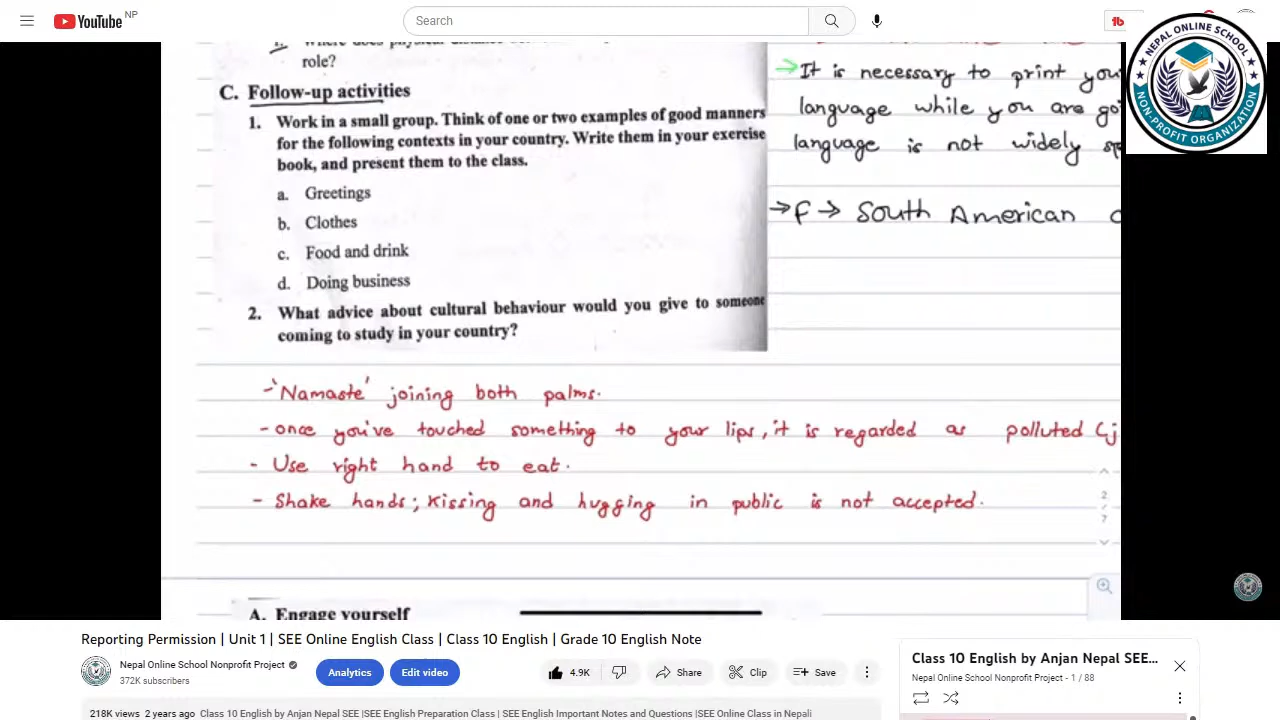 NP
YouTube
Search
NEPAL ONLINE SCHOOL
NON-PROFIT ORGANIZATION
role?
C. Follow-up activities
1. Work in a small group. Think of one or two examples of good manners
for the following contexts in your country. Write them in your exercise
book, and present them to the class.
a. Greetings
b. Clothes
c. Food and drink
d. Doing business
2. What advice about cultural behaviour would you give to someone
coming to study in your country?
→ It is necessary to print you
language while you are go
language is not widely sp
→ F → South American
- 'Namaste' joining both palms.
- once you've touched something to your lips, it is regarded as polluted
- Use right hand to eat.
- Shake hands; Kissing and hugging in public is not accepted.
2
7
A. Engage yourself
Reporting Permission | Unit 1 | SEE Online English Class | Class 10 English | Grade 10 English Note
Nepal Online School Nonprofit Project
372K subscribers
Analytics
Edit video
4.9K
Share
Clip
Save
218K views 2 years ago Class 10 English by Anjan Nepal SEE |SEE English Preparation Class | SEE English Important Notes and Questions |SEE Online Class in Nepali
Class 10 English by Anjan Nepal SEE...
Nepal Online School Nonprofit Project - 1 / 88